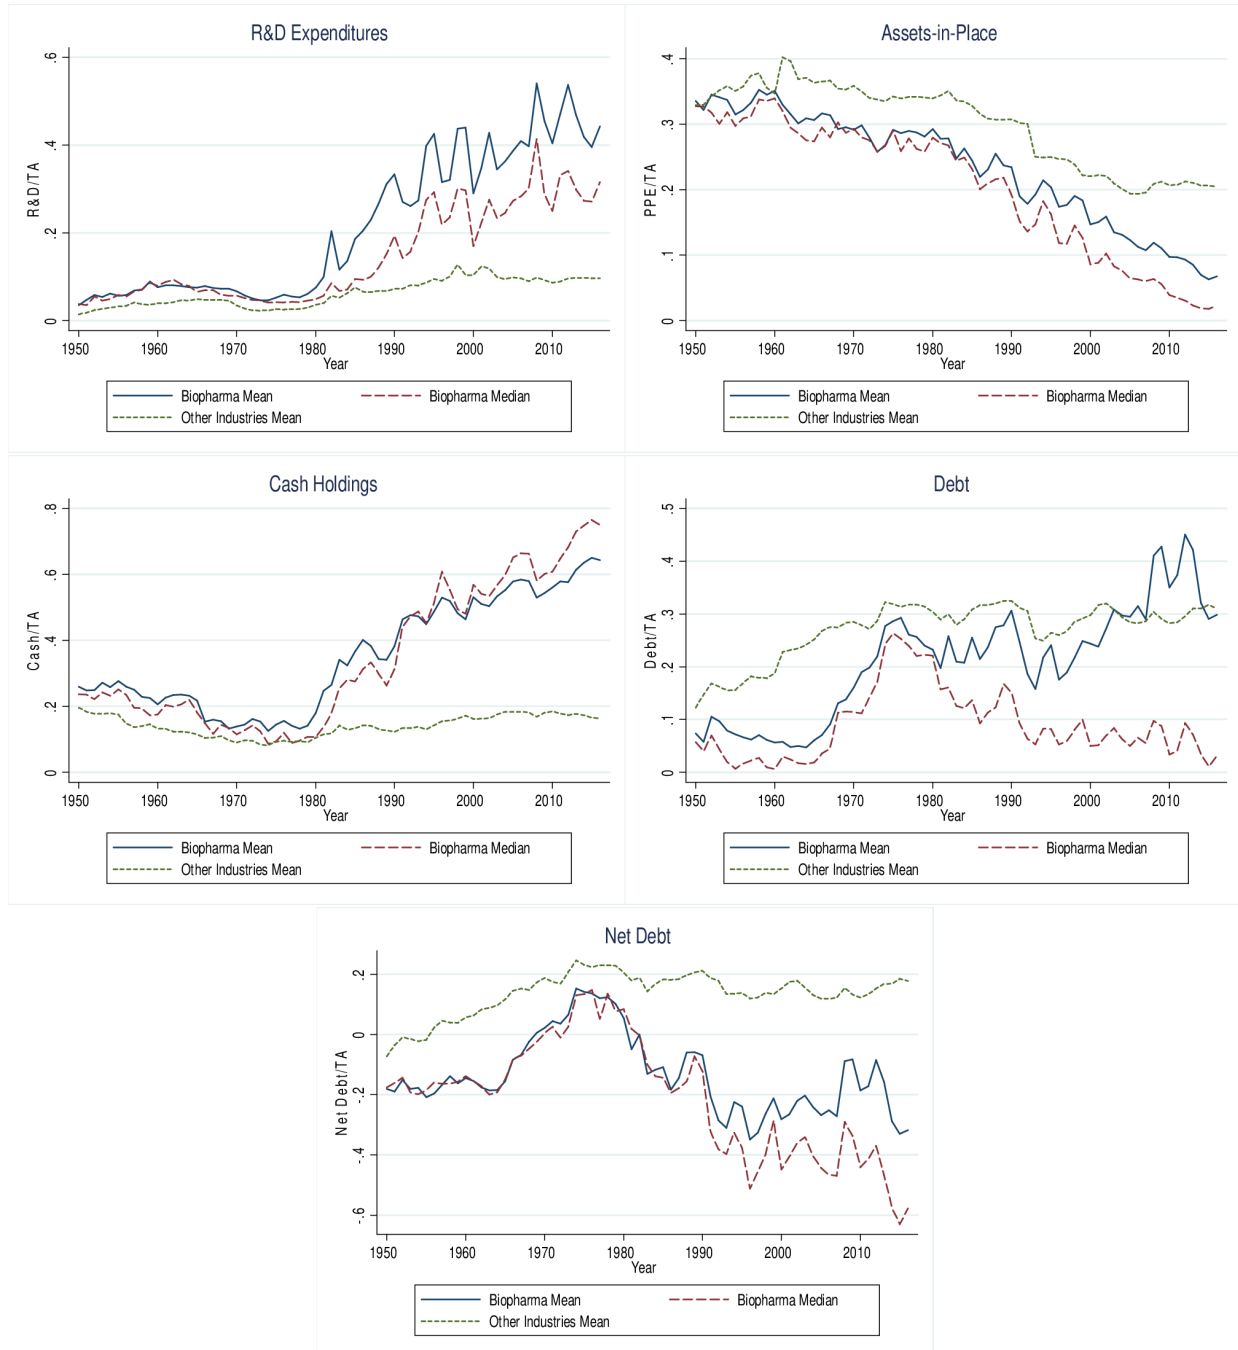 R&D Expenditures
R&D/TA
.6
.4
.2
0
1950 1960 1970 1980 1990 2000 2010
Year
Biopharma Mean Biopharma Median
Other Industries Mean
Assets-in-Place
PPE/TA
.4
.3
.2
.1
0
1950 1960 1970 1980 1990 2000 2010
Year
Biopharma Mean Biopharma Median
Other Industries Mean
Cash Holdings
Cash/TA
.8
.6
.4
.2
0
1950 1960 1970 1980 1990 2000 2010
Year
Biopharma Mean Biopharma Median
Other Industries Mean
Debt
Debt/TA
.5
.4
.3
.2
.1
0
1950 1960 1970 1980 1990 2000 2010
Year
Biopharma Mean Biopharma Median
Other Industries Mean
Net Debt
Net Debt/TA
.2
0
-.2
-.4
-.6
1950 1960 1970 1980 1990 2000 2010
Year
Biopharma Mean Biopharma Median
Other Industries Mean